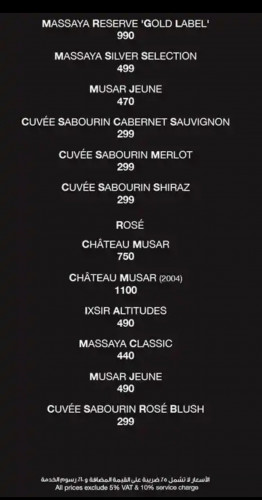 MASSAYA RESERVE 'GOLD LABEL'
990
MASSAYA SILVER SELECTION
499
MUSAR JEUNE
470
CUVÉE SABOURIN CABERNET SAUVIGNON
299
CUVÉE SABOURIN MERLOT
299
CUVÉE SABOURIN SHIRAZ
299
ROSÉ
CHÂTEAU MUSAR
750
CHÂTEAU MUSAR (2004)
1100
IXSIR ALTITUDES
490
MASSAYA CLASSIC
440
MUSAR JEUNE
490
CUVÉE SABOURIN ROSÉ BLUSH
299
الأسعار لا تشمل ٥٪ ضريبة على القيمة المضافة و ١٠٪ رسوم الخدمة
All prices exclude 5% VAT & 10% service charge